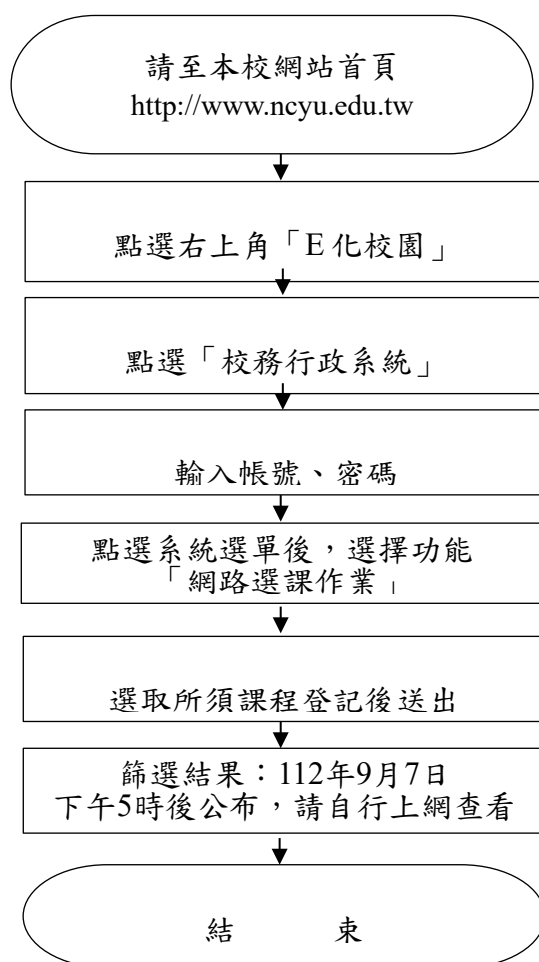 請至本校網站首頁
http://www.ncyu.edu.tw
點選右上角「E化校園」
點選「校務行政系統」
輸入帳號、密碼
點選系統選單後，選擇功能
「網路選課作業」
選取所須課程登記後送出
篩選結果：112年9月7日
下午5時後公布，請自行上網查看
結　　　束